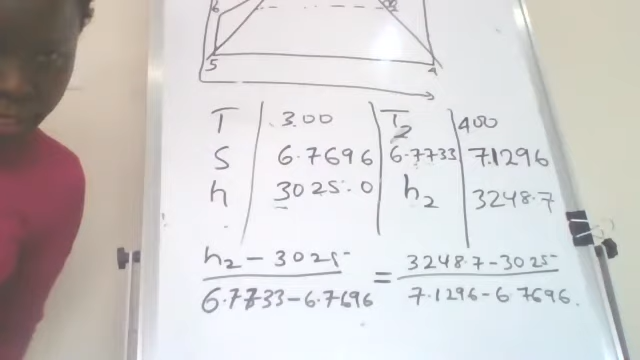 6
5
A
T 300 T2 400
S 6.7696 6.7733 7.1296
h 3025.0 h2 3248.7
h2 - 3025 / 6.7733 - 6.7696 = 3248.7 - 3025 / 7.1296 - 6.7696